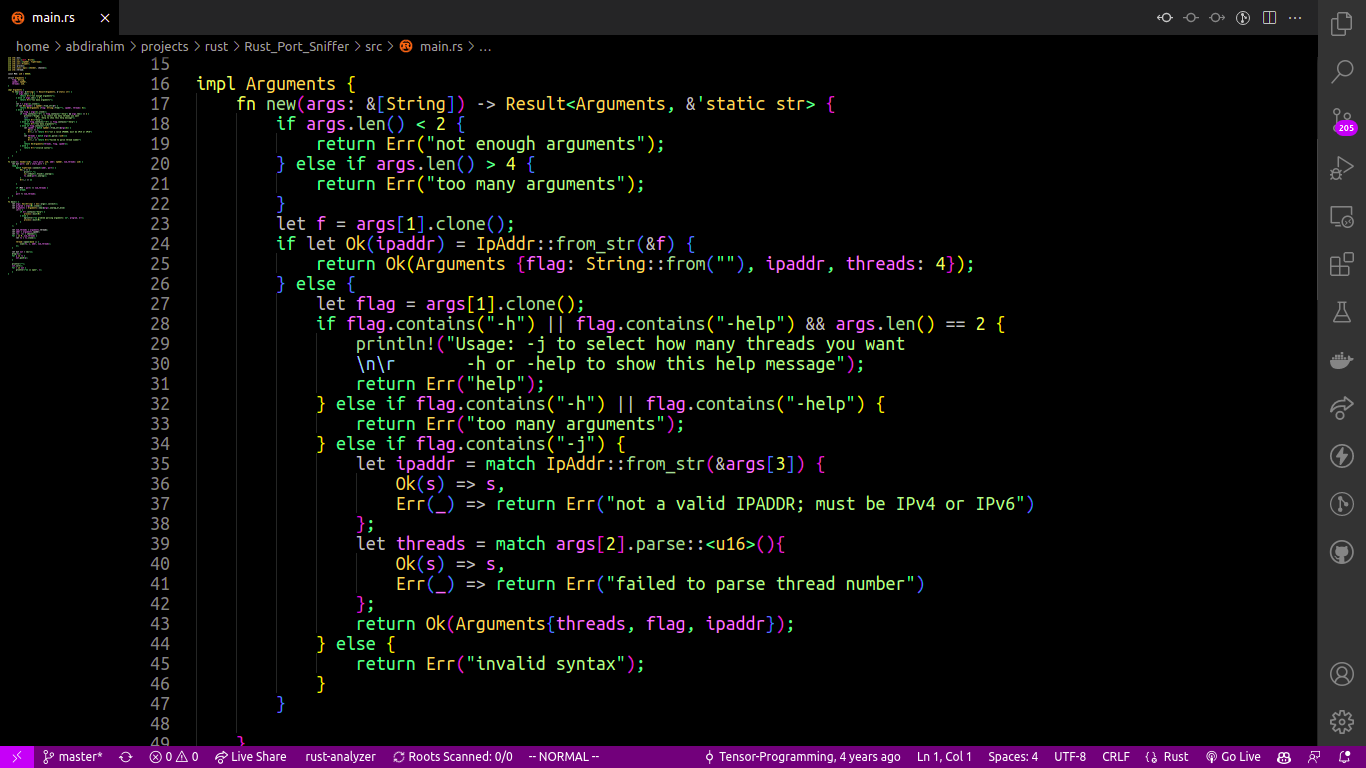 main.rs
home > abdirahim > projects > rust > Rust_Port_Sniffer > src > main.rs > ...
15
16 impl Arguments {
17 fn new(args: &[String]) -> Result<Arguments, &'static str> {
18 if args.len() < 2 {
19 return Err("not enough arguments");
20 } else if args.len() > 4 {
21 return Err("too many arguments");
22 }
23 let f = args[1].clone();
24 if let Ok(ipaddr) = IpAddr::from_str(&f) {
25 return Ok(Arguments {flag: String::from(""), ipaddr, threads: 4});
26 } else {
27 let flag = args[1].clone();
28 if flag.contains("-h") || flag.contains("-help") && args.len() == 2 {
29 println!("Usage: -j to select how many threads you want
30 \n\r       -h or -help to show this help message");
31 return Err("help");
32 } else if flag.contains("-h") || flag.contains("-help") {
33 return Err("too many arguments");
34 } else if flag.contains("-j") {
35 let ipaddr = match IpAddr::from_str(&args[3]) {
36 Ok(s) => s,
37 Err(_) => return Err("not a valid IPADDR; must be IPv4 or IPv6")
38 };
39 let threads = match args[2].parse::<u16>(){
40 Ok(s) => s,
41 Err(_) => return Err("failed to parse thread number")
42 };
43 return Ok(Arguments{threads, flag, ipaddr});
44 } else {
45 return Err("invalid syntax");
46 }
47 }
48
49 }
205
master* 0 0 Live Share rust-analyzer Roots Scanned: 0/0 -- NORMAL -- Tensor-Programming, 4 years ago Ln 1, Col 1 Spaces: 4 UTF-8 CRLF Rust Go Live